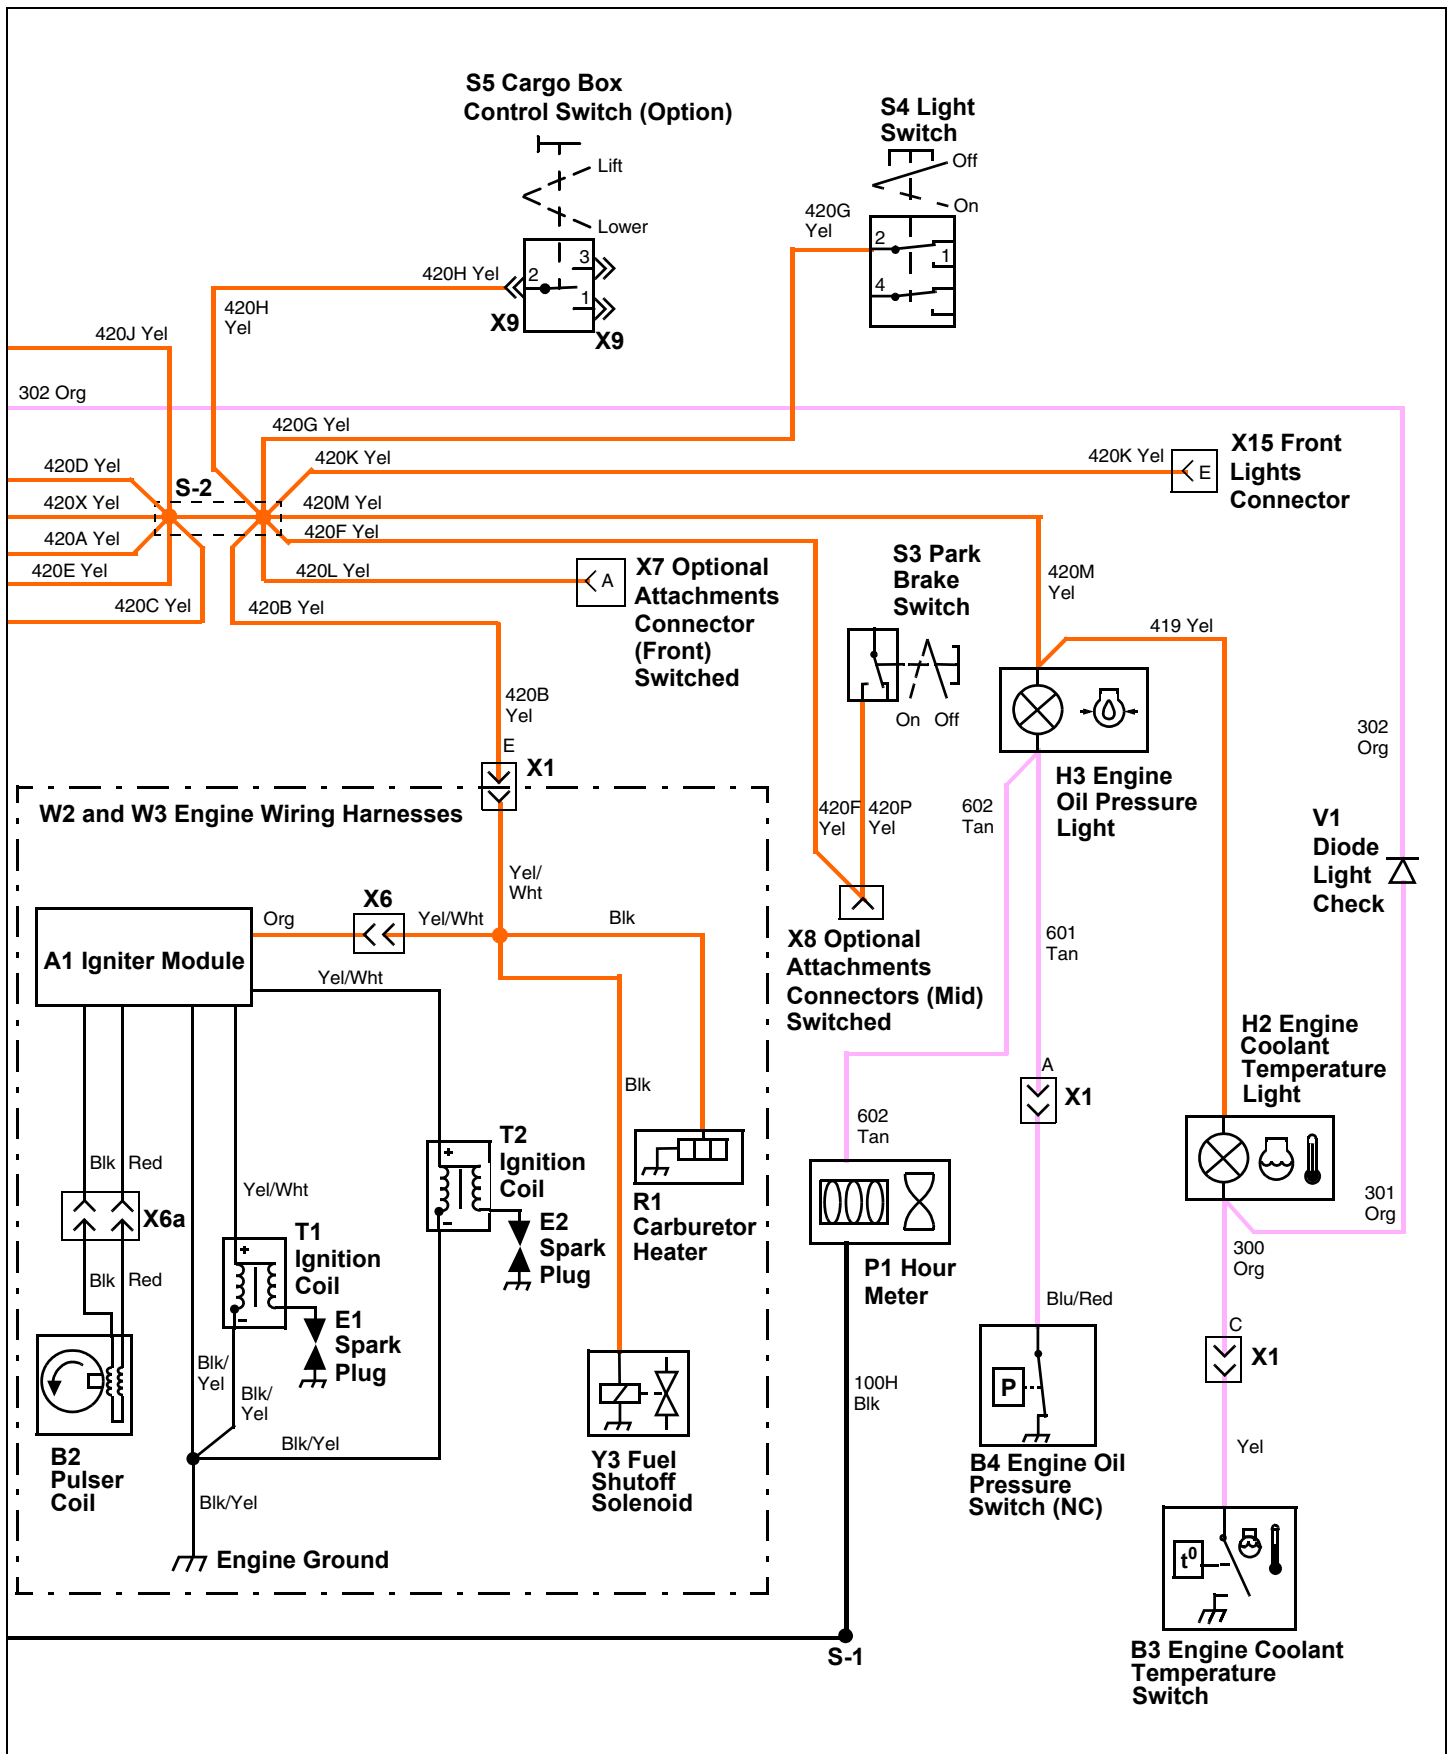 S5 Cargo Box
Control Switch (Option)
Lift
Lower
S4 Light
Switch
Off
On
420G
Yel
2
1
4
420H Yel
2
3
1
X9
X9
420H
Yel
420J Yel
302 Org
420G Yel
420K Yel
420K Yel
E
X15 Front
Lights
Connector
420D Yel
S-2
420X Yel
420M Yel
420A Yel
420F Yel
420E Yel
420L Yel
A
X7 Optional
Attachments
Connector
(Front)
Switched
420C Yel
420B Yel
S3 Park
Brake
Switch
On Off
420M
Yel
419 Yel
420B
Yel
E
X1
H3 Engine
Oil Pressure
Light
302
Org
W2 and W3 Engine Wiring Harnesses
420F
Yel
420P
Yel
602
Tan
V1
Diode
Light
Check
Yel/
Wht
Org
X6
Yel/Wht
Blk
A1 Igniter Module
Yel/Wht
X8 Optional
Attachments
Connectors (Mid)
Switched
601
Tan
A
X1
H2 Engine
Coolant
Temperature
Light
Blk
602
Tan
T2
Ignition
Coil
+
-
Blk
Red
Yel/Wht
X6a
Blk
Red
T1
Ignition
Coil
+
-
E2
Spark
Plug
R1
Carburetor
Heater
301
Org
300
Org
P1 Hour
Meter
Blu/Red
C
X1
E1
Spark
Plug
Blk/
Yel
Blk/
Yel
100H
Blk
P
Blk/Yel
B2
Pulser
Coil
Y3 Fuel
Shutoff
Solenoid
B4 Engine Oil
Pressure
Switch (NC)
Yel
Blk/Yel
Engine Ground
t0
S-1
B3 Engine Coolant
Temperature
Switch